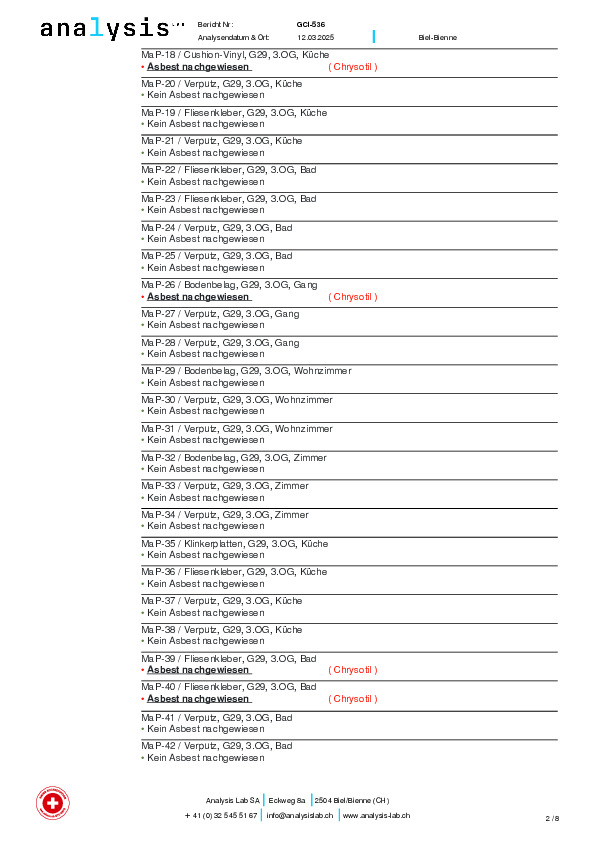 analysis LAB
Bericht Nr: GCI-536
Analysendatum & Ort: 12.03.2025 Biel-Bienne
MaP-18 / Cushion-Vinyl, G29, 3.OG, Küche
• Asbest nachgewiesen ( Chrysotil )
MaP-20 / Verputz, G29, 3.OG, Küche
• Kein Asbest nachgewiesen
MaP-19 / Fliesenkleber, G29, 3.OG, Küche
• Kein Asbest nachgewiesen
MaP-21 / Verputz, G29, 3.OG, Küche
• Kein Asbest nachgewiesen
MaP-22 / Fliesenkleber, G29, 3.OG, Bad
• Kein Asbest nachgewiesen
MaP-23 / Fliesenkleber, G29, 3.OG, Bad
• Kein Asbest nachgewiesen
MaP-24 / Verputz, G29, 3.OG, Bad
• Kein Asbest nachgewiesen
MaP-25 / Verputz, G29, 3.OG, Bad
• Kein Asbest nachgewiesen
MaP-26 / Bodenbelag, G29, 3.OG, Gang
• Asbest nachgewiesen ( Chrysotil )
MaP-27 / Verputz, G29, 3.OG, Gang
• Kein Asbest nachgewiesen
MaP-28 / Verputz, G29, 3.OG, Gang
• Kein Asbest nachgewiesen
MaP-29 / Bodenbelag, G29, 3.OG, Wohnzimmer
• Kein Asbest nachgewiesen
MaP-30 / Verputz, G29, 3.OG, Wohnzimmer
• Kein Asbest nachgewiesen
MaP-31 / Verputz, G29, 3.OG, Wohnzimmer
• Kein Asbest nachgewiesen
MaP-32 / Bodenbelag, G29, 3.OG, Zimmer
• Kein Asbest nachgewiesen
MaP-33 / Verputz, G29, 3.OG, Zimmer
• Kein Asbest nachgewiesen
MaP-34 / Verputz, G29, 3.OG, Zimmer
• Kein Asbest nachgewiesen
MaP-35 / Klinkerplatten, G29, 3.OG, Küche
• Kein Asbest nachgewiesen
MaP-36 / Fliesenkleber, G29, 3.OG, Küche
• Kein Asbest nachgewiesen
MaP-37 / Verputz, G29, 3.OG, Küche
• Kein Asbest nachgewiesen
MaP-38 / Verputz, G29, 3.OG, Küche
• Kein Asbest nachgewiesen
MaP-39 / Fliesenkleber, G29, 3.OG, Bad
• Asbest nachgewiesen ( Chrysotil )
MaP-40 / Fliesenkleber, G29, 3.OG, Bad
• Asbest nachgewiesen ( Chrysotil )
MaP-41 / Verputz, G29, 3.OG, Bad
• Kein Asbest nachgewiesen
MaP-42 / Verputz, G29, 3.OG, Bad
• Kein Asbest nachgewiesen
Analysis Lab SA | Eckweg 8a | 2504 Biel/Bienne (CH)
+ 41 (0) 32 545 51 67 | info@analysislab.ch | www.analysis-lab.ch
2 / 8